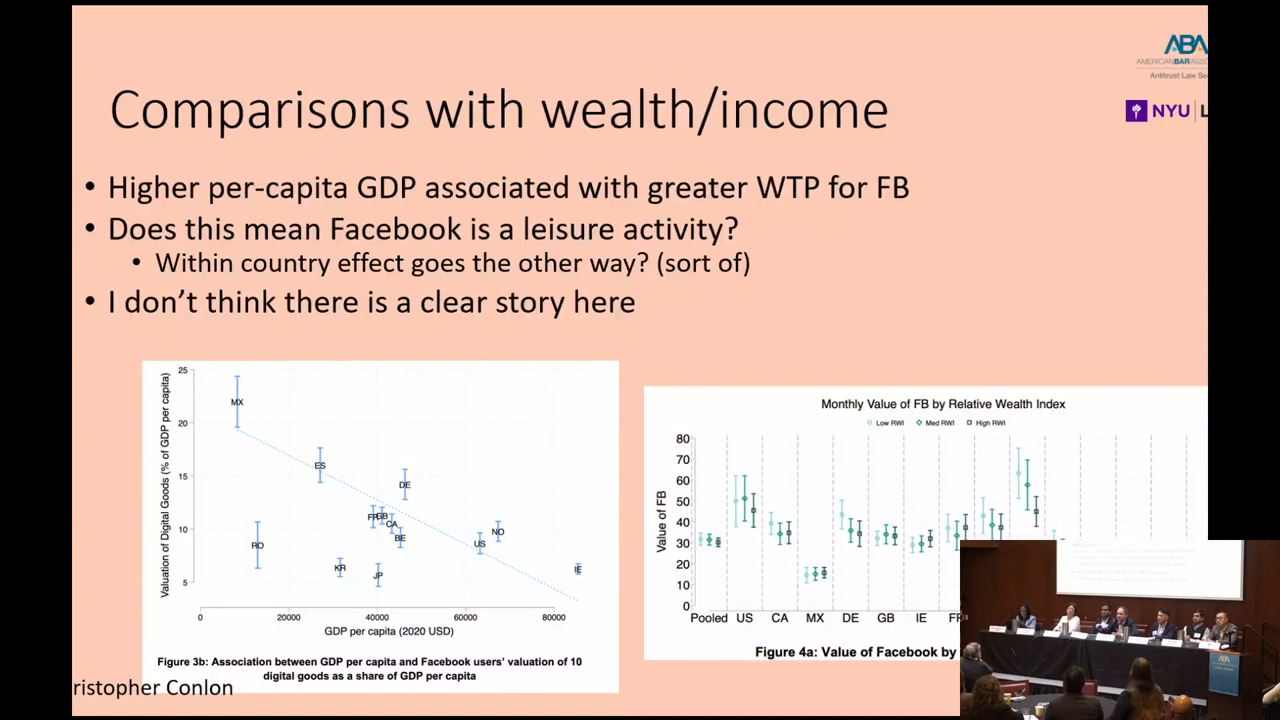 ABA
AMERICANBARASSO
Antitrust Law Se
NYU
Comparisons with wealth/income
• Higher per-capita GDP associated with greater WTP for FB
• Does this mean Facebook is a leisure activity?
• Within country effect goes the other way? (sort of)
• I don’t think there is a clear story here
Valuation of Digital Goods (% of GDP per capita)
25
20
15
10
5
MX
ES
DE
FR GB
CA
BE
RO
KR
JP
US
NO
IE
0 20000 40000 60000 80000
GDP per capita (2020 USD)
Figure 3b: Association between GDP per capita and Facebook users’ valuation of 10
digital goods as a share of GDP per capita
Monthly Value of FB by Relative Wealth Index
Low RWI Med RWI High RWI
Value of FB
80
70
60
50
40
30
20
10
0
Pooled US CA MX DE GB IE FR
Figure 4a: Value of Facebook by
ristopher Conlon